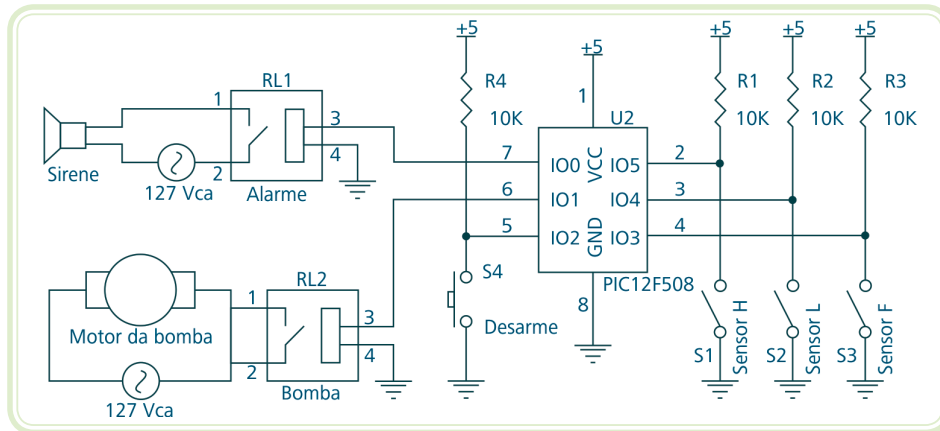 +5
R4
10K
+5
1
U2
+5
R1
10K
+5
R2
10K
+5
R3
10K
RL1
1
2
3
4
Alarme
Sirene
127 Vca
7
6
5
IO0
IO1
IO2
VCC
GND
IO5
IO4
IO3
2
3
4
PIC12F508
8
S4
Desarme
RL2
1
2
3
4
Bomba
Motor da bomba
127 Vca
S1
Sensor H
S2
Sensor L
S3
Sensor F